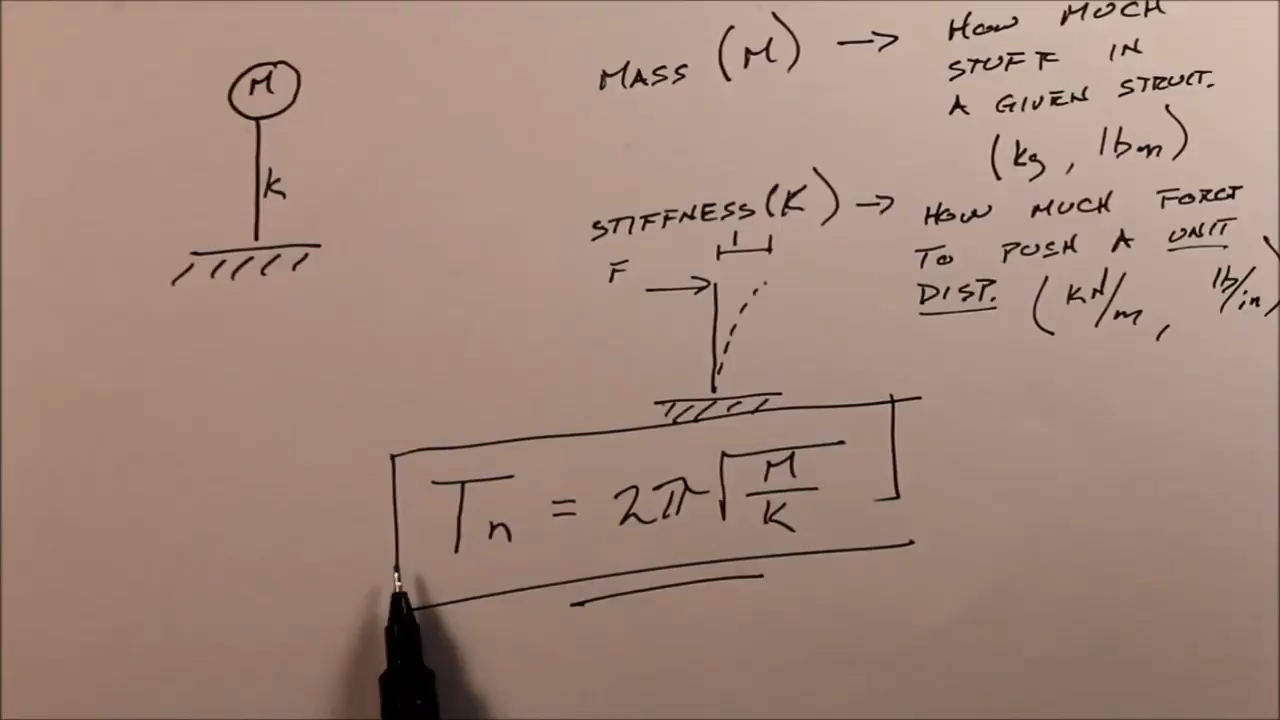 M
k
MASS (M) → HOW MUCH
STUFF IN
A GIVEN STRUCT.
(kg, lbm)
STIFFNESS (K) → HOW MUCH FORCE
TO PUSH A UNIT
DISP. (KN/m, lb/in)
1
F
Tn = 2π√(M/K)